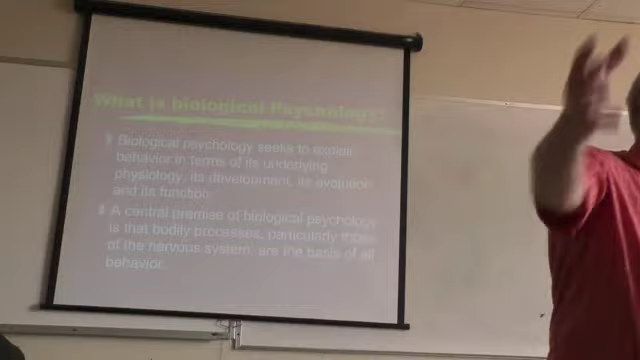 What is Biological Psychology?
Biological psychology seeks to explain
behavior in terms of its underlying
physiology, its development, its evolution
and its function.
A central premise of biological psychology
is that bodily processes, particularly those
of the nervous system, are the basis of all
behavior.